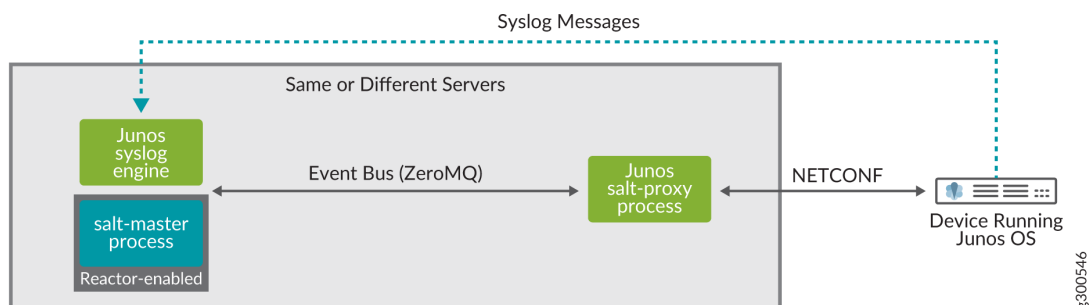 Syslog Messages
Same or Different Servers
Junos
syslog
engine
Event Bus (ZeroMQ)
Junos
salt-proxy
process
NETCONF
salt-master
process
Reactor-enabled
Device Running
Junos OS
g300546